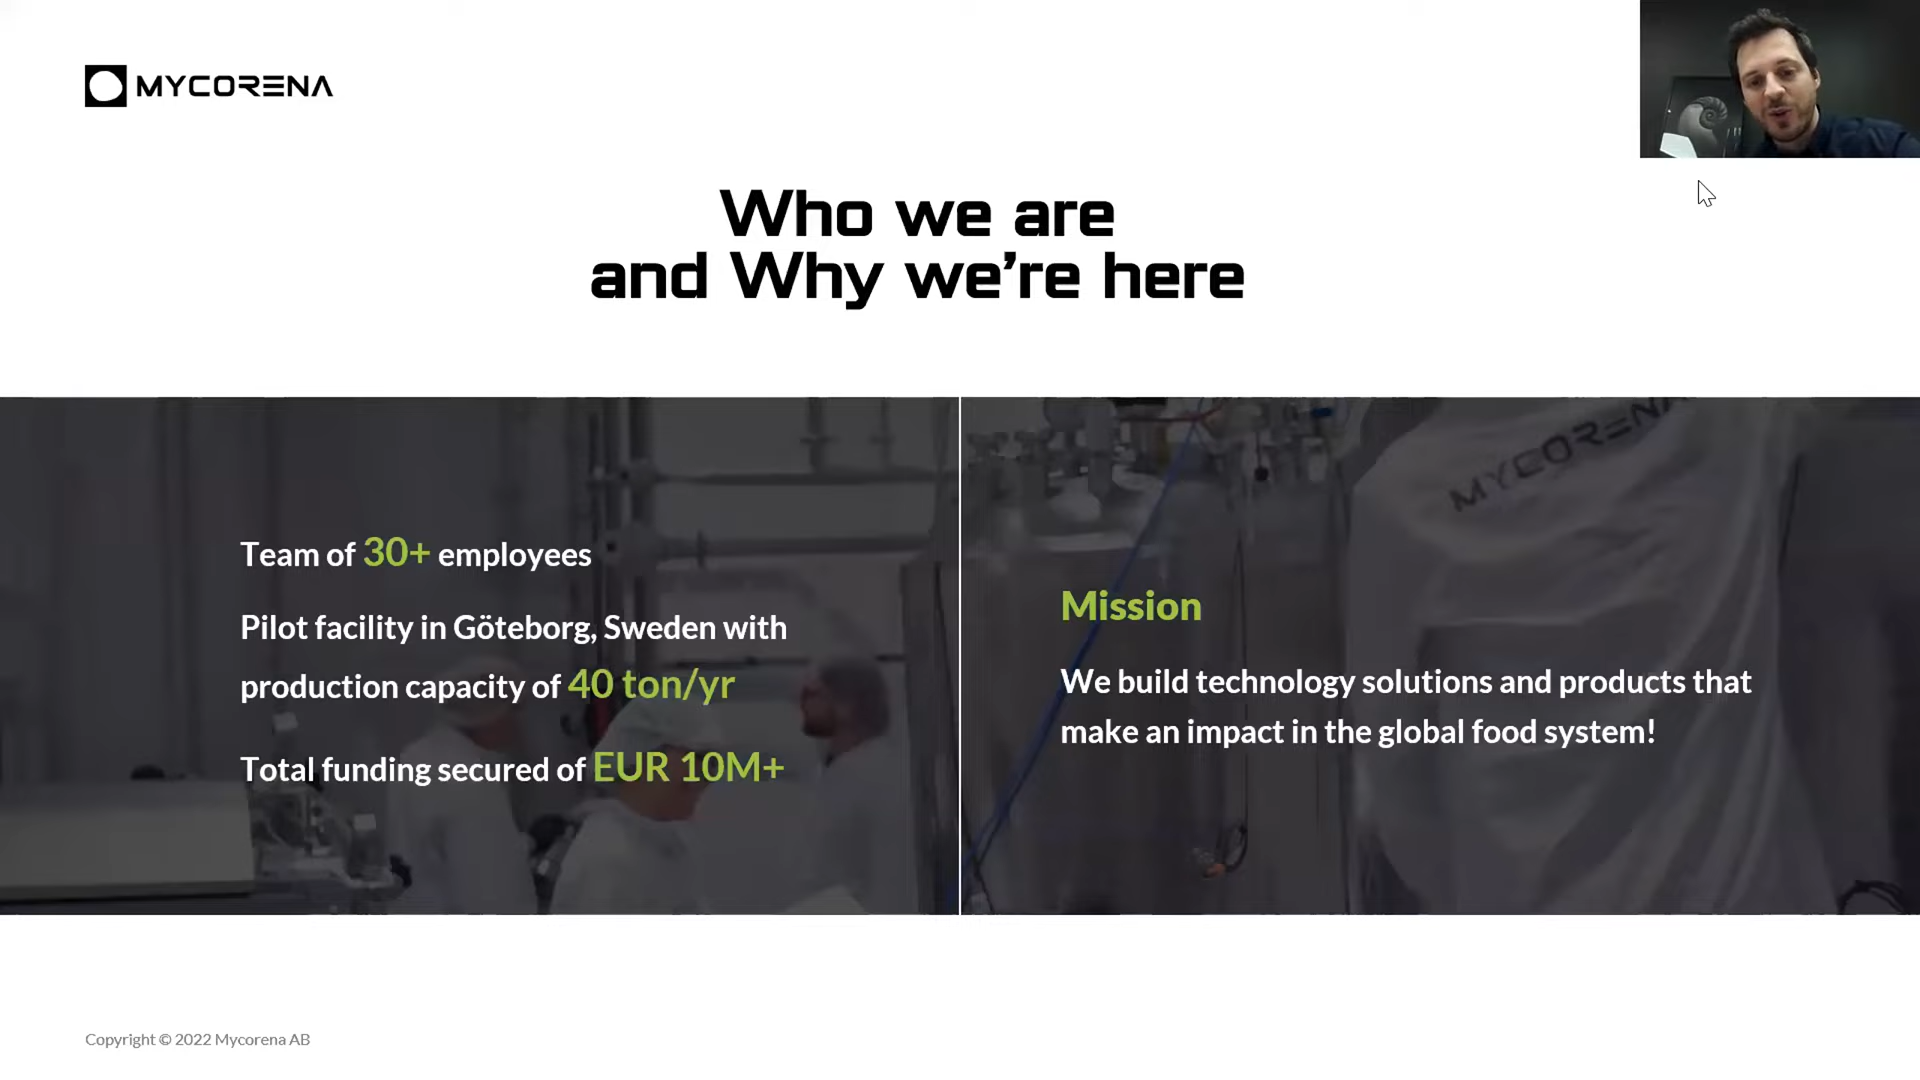 MYCORENA
Who we are
and Why we’re here
MYCORENA
Team of 30+ employees
Pilot facility in Göteborg, Sweden with
production capacity of 40 ton/yr
Total funding secured of EUR 10M+
Mission
We build technology solutions and products that
make an impact in the global food system!
Copyright © 2022 Mycorena AB